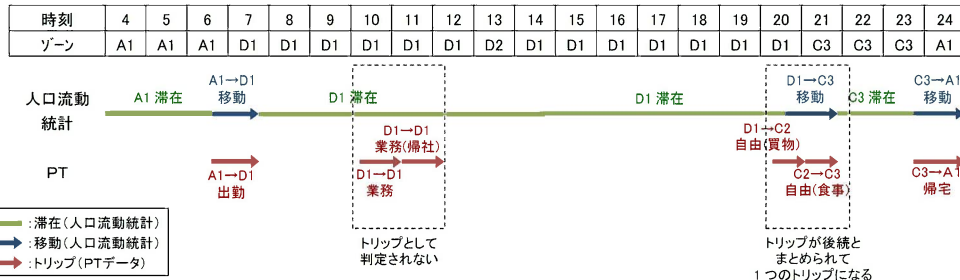 時刻 4 5 6 7 8 9 10 11 12 13 14 15 16 17 18 19 20 21 22 23 24
ゾーン A1 A1 A1 D1 D1 D1 D1 D1 D1 D2 D1 D1 D1 D1 D1 D1 D1 C3 C3 C3 A1
人口流動
統計
A1 滞在
A1→D1
移動
D1 滞在
D1 滞在
D1→C3
移動
C3 滞在
C3→A1
移動
PT
A1→D1
出勤
D1→D1
業務(帰社)
D1→D1
業務
D1→C2
自由(買物)
C2→C3
自由(食事)
C3→A1
帰宅
:滞在(人口流動統計)
:移動(人口流動統計)
:トリップ(PTデータ)
トリップとして
判定されない
トリップが後続と
まとめられて
1つのトリップになる